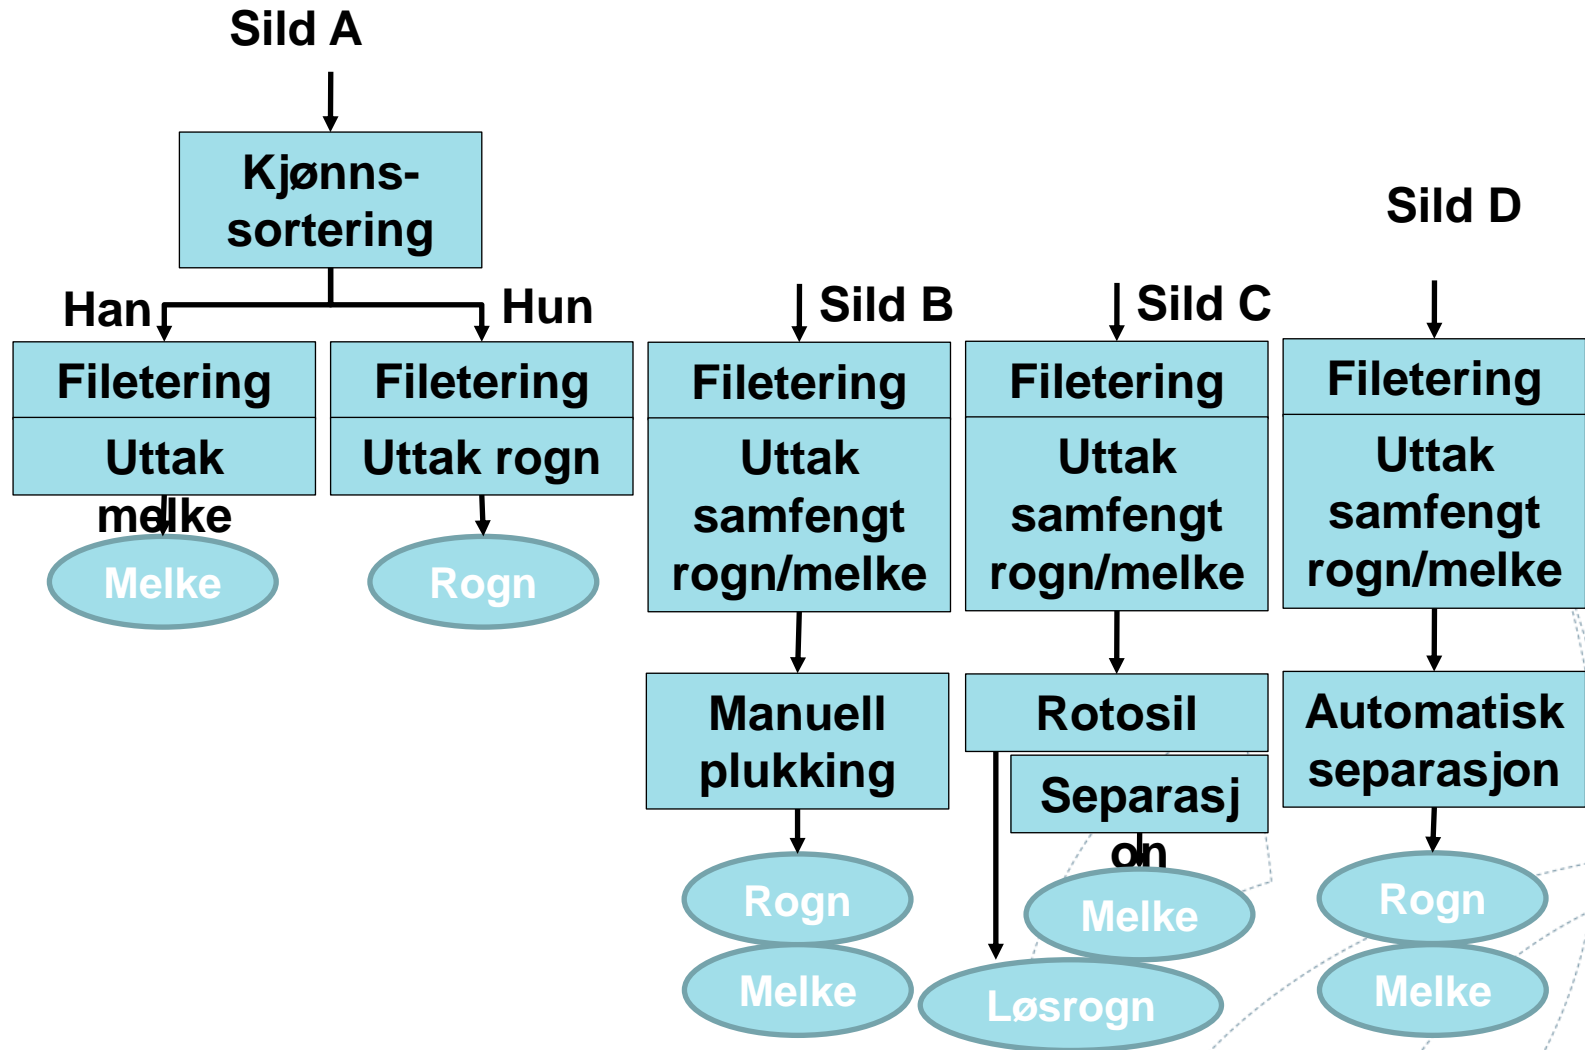 Sild A
Kjønns-
sortering
Han
Hun
Filetering
Uttak
melke
Melke
Filetering
Uttak rogn
Rogn
Sild B
Filetering
Uttak
samfengt
rogn/melke
Manuell
plukking
Rogn
Melke
Sild C
Filetering
Uttak
samfengt
rogn/melke
Rotosil
Separasj
on
Melke
Løsrogn
Sild D
Filetering
Uttak
samfengt
rogn/melke
Automatisk
separasjon
Rogn
Melke